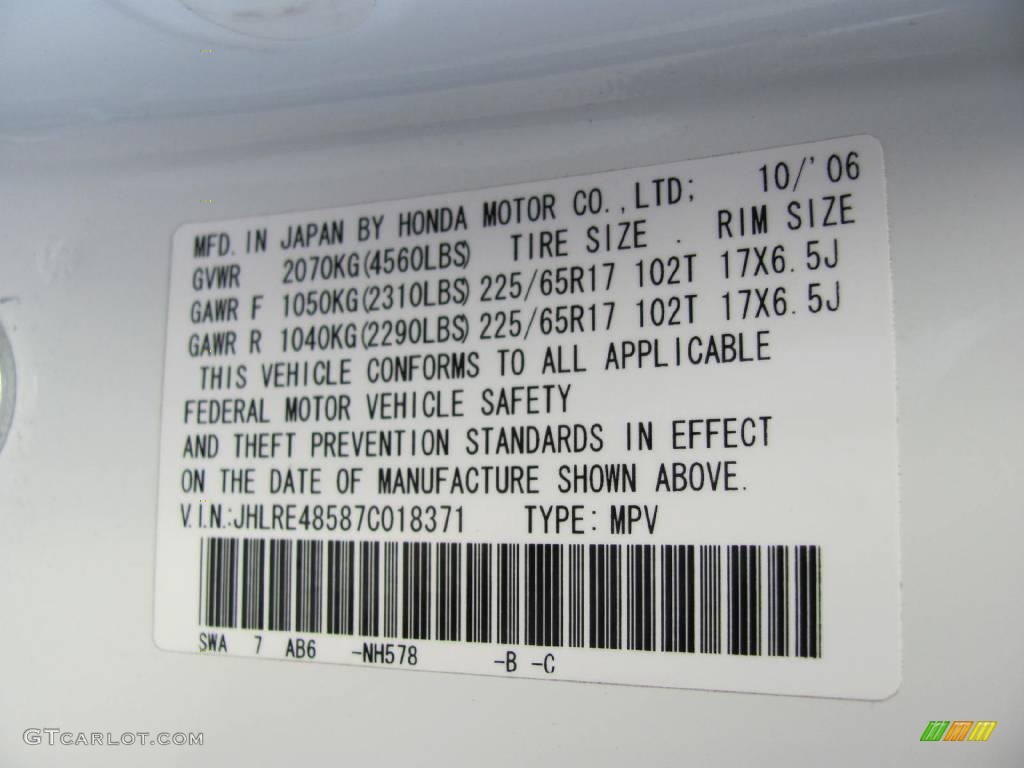 MFD. IN JAPAN BY HONDA MOTOR CO.,LTD; 10/'06
GVWR 2070KG(4560LBS) TIRE SIZE . RIM SIZE
GAWR F 1050KG(2310LBS) 225/65R17 102T 17X6.5J
GAWR R 1040KG(2290LBS) 225/65R17 102T 17X6.5J
THIS VEHICLE CONFORMS TO ALL APPLICABLE
FEDERAL MOTOR VEHICLE SAFETY
AND THEFT PREVENTION STANDARDS IN EFFECT
ON THE DATE OF MANUFACTURE SHOWN ABOVE.
V.I.N.:JHLRE48587C018371 TYPE: MPV
SWA 7 AB6 -NH578 -B -C
GTCARLOT.COM